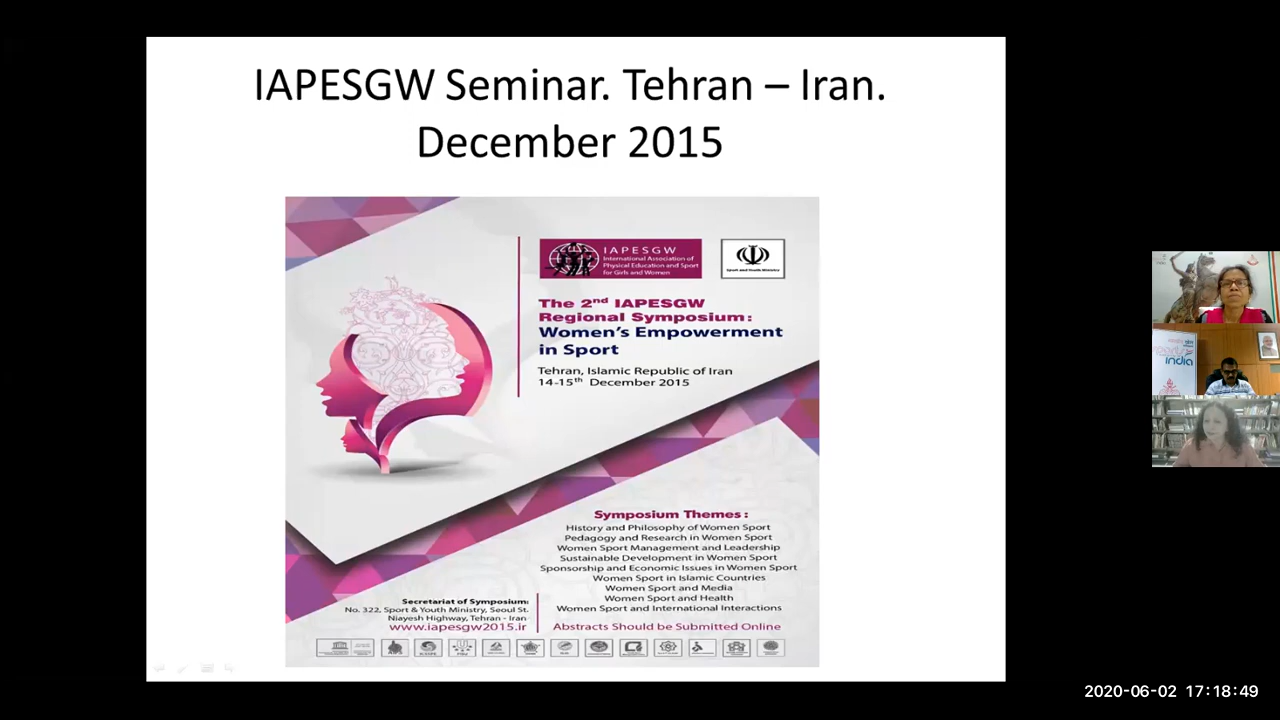 IAPESGW Seminar. Tehran – Iran.
December 2015
IAPESGW
International Association of
Physical Education and Sport
for Girls and Women
Sport and Youth Ministry
The 2nd IAPESGW
Regional Symposium:
Women's Empowerment
in Sport
Tehran, Islamic Republic of Iran
14-15th December 2015
Symposium Themes:
History and Philosophy of Women Sport
Pedagogy and Research in Women Sport
Women Sport Management and Leadership
Sustainable Development in Women Sport
Sponsorship and Economic Issues in Women Sport
Women Sport in Islamic Countries
Women Sport and Media
Women Sport and Health
Women Sport and International Interactions
Secretariat of Symposium:
No. 322, Sport & Youth Ministry, Seoul St.
Niayesh Highway, Tehran - Iran
www.iapesgw2015.ir
Abstracts Should be Submitted Online
india
2020-06-02 17:18:49